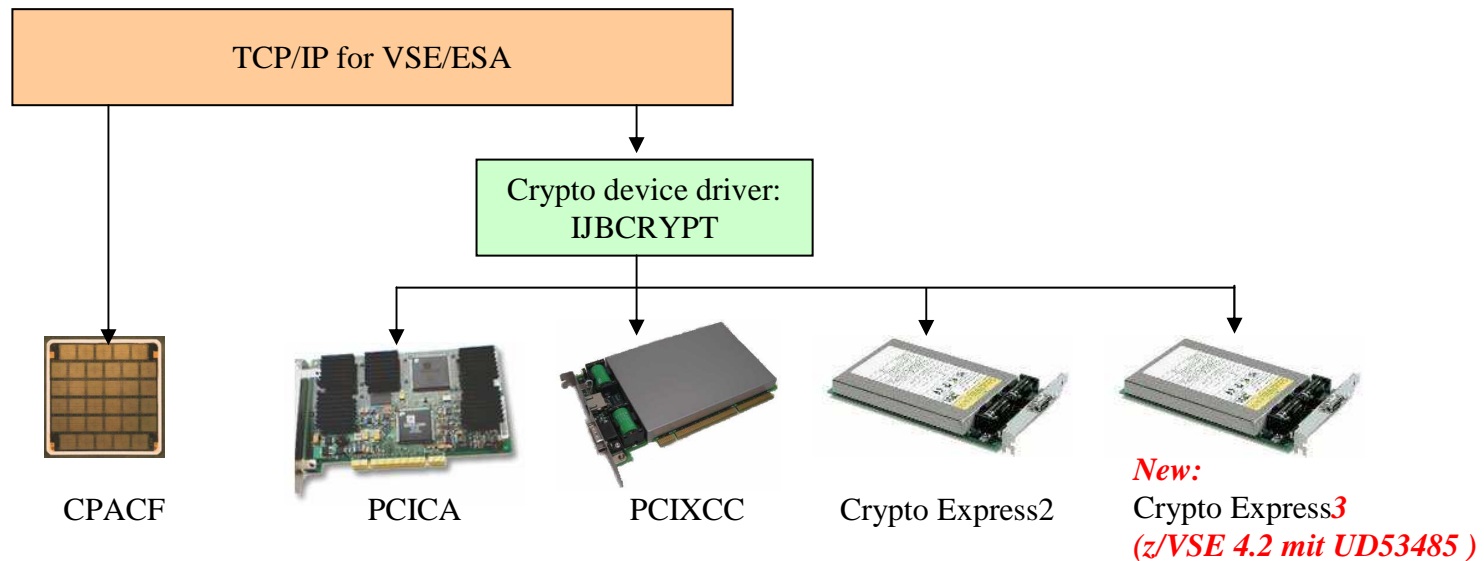 TCP/IP for VSE/ESA
Crypto device driver:
IJBCRYPT
CPACF
PCICA
PCIXCC
Crypto Express2
New:
Crypto Express3
(z/VSE 4.2 mit UD53485 )